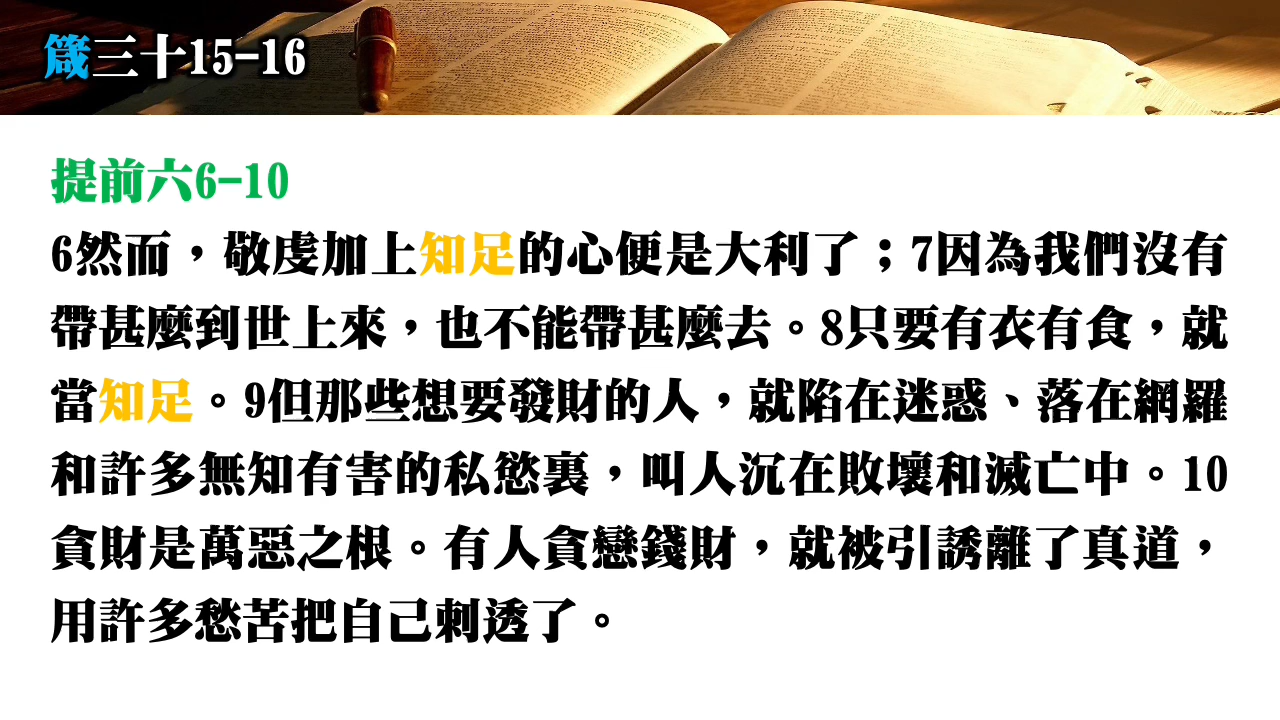 箴三十15-16
提前六6-10
6然而，敬虔加上知足的心便是大利了；7因為我們沒有
帶甚麼到世上來，也不能帶甚麼去。8只要有衣有食，就
當知足。9但那些想要發財的人，就陷在迷惑、落在網羅
和許多無知有害的私慾裏，叫人沉在敗壞和滅亡中。10
貪財是萬惡之根。有人貪戀錢財，就被引誘離了真道，
用許多愁苦把自己刺透了。